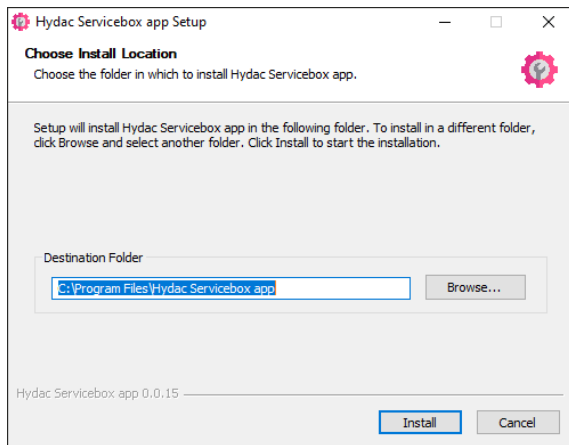 Hydac Servicebox app Setup
Choose Install Location
Choose the folder in which to install Hydac Servicebox app.
Setup will install Hydac Servicebox app in the following folder. To install in a different folder,
click Browse and select another folder. Click Install to start the installation.
Destination Folder
C:\Program Files\Hydac Servicebox app
Browse...
Hydac Servicebox app 0.0.15
Install
Cancel